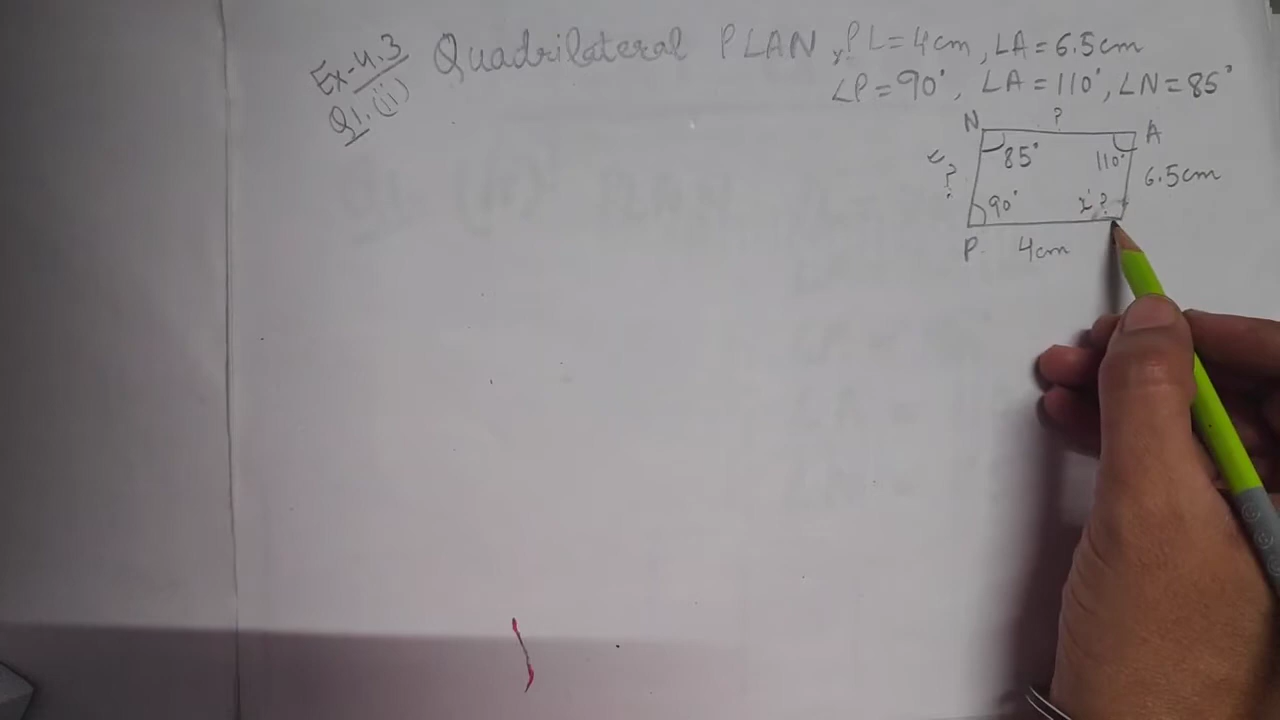 Ex-4.3
Q1.(ii)
Quadrilateral PLAN, PL=4cm, LA=6.5cm
∠P=90°, ∠A=110°, ∠N=85°
N ? A
85° 110°
? 6.5cm
90° ?
P 4cm